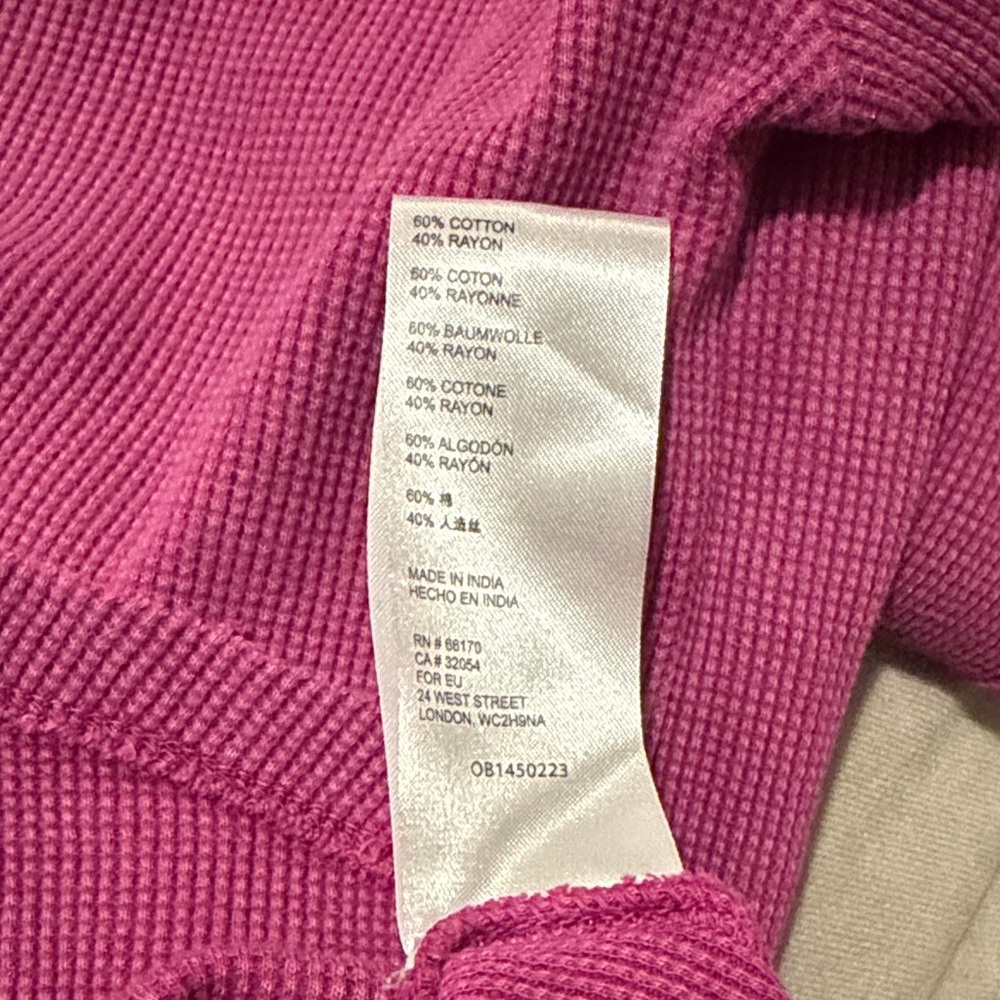 60% COTTON
40% RAYON
60% COTON
40% RAYONNE
60% BAUMWOLLE
40% RAYON
60% COTONE
40% RAYON
60% ALGODÓN
40% RAYÓN
60% 棉
40% 人造丝
MADE IN INDIA
HECHO EN INDIA
RN # 66170
CA# 32054
FOR EU
24 WEST STREET
LONDON, WC2H9NA
OB1450223